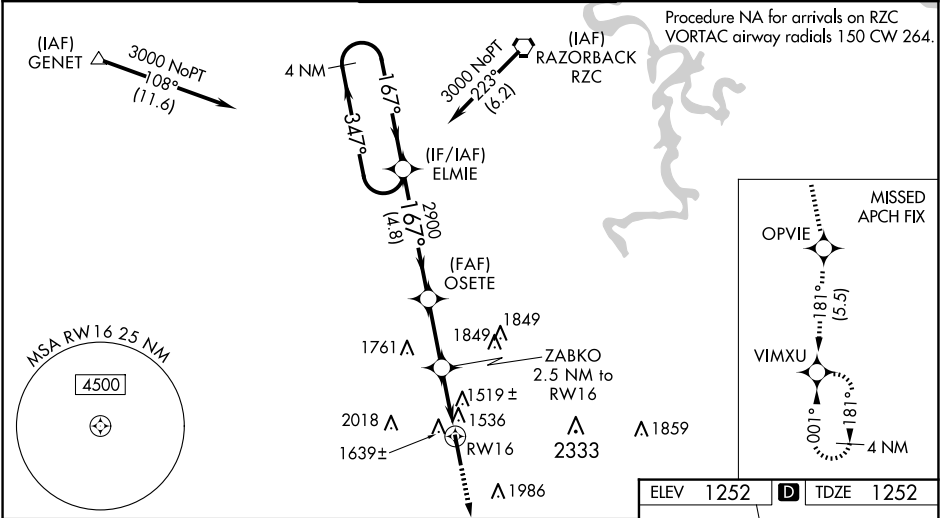 Procedure NA for arrivals on RZC
VORTAC airway radials 150 CW 264.
(IAF)
GENET
3000 NoPT
108°
(11.6)
4 NM
167°
347°
(IAF)
RAZORBACK
RZC
3000 NoPT
223°
(6.2)
(IF/IAF)
ELMIE
2900
167°
(4.8)
(FAF)
OSETE
MISSED
APCH FIX
OPVIE
181°
(5.5)
VIMXU
001°
181°
4 NM
MSA RW16 25 NM
4500
1849
1849
1761
ZABKO
2.5 NM to
RW16
1519±
1536
2018
1639±
RW16
2333
1859
1986
ELEV 1252 D TDZE 1252